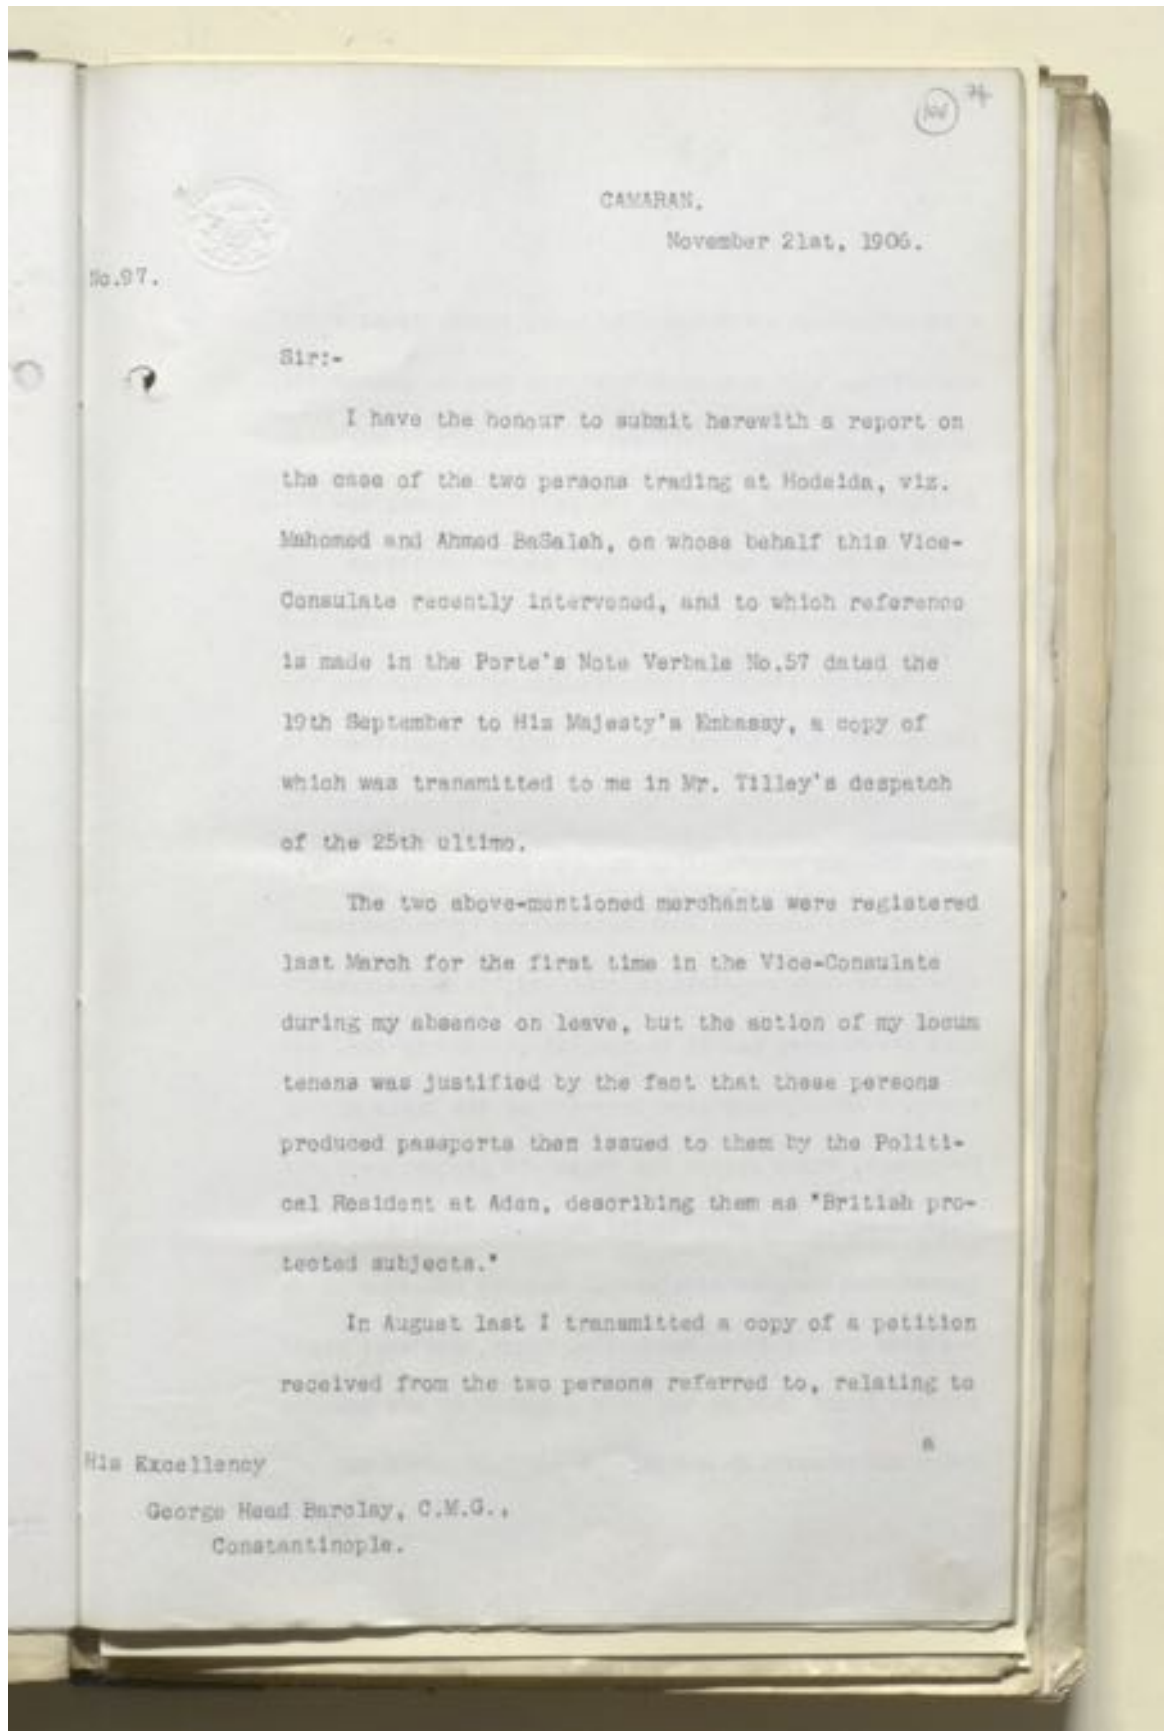 74
CAMARAN.
November 21st, 1906.
No.97.
Sir:-
I have the honour to submit herewith a report on
the case of the two persons trading at Hodeida, viz.
Mahomed and Ahmed BaSaleh, on whose behalf this Vice-
Consulate recently intervened, and to which reference
is made in the Porte's Note Verbale No.57 dated the
19th September to His Majesty's Embassy, a copy of
which was transmitted to me in Mr. Tilley's despatch
of the 25th ultimo.
The two above-mentioned merchants were registered
last March for the first time in the Vice-Consulate
during my absence on leave, but the action of my locum
tenens was justified by the fact that these persons
produced passports then issued to them by the Politi-
cal Resident at Aden, describing them as "British pro-
tected subjects."
In August last I transmitted a copy of a petition
received from the two persons referred to, relating to
a
His Excellency
George Head Barclay, C.M.G.,
Constantinople.